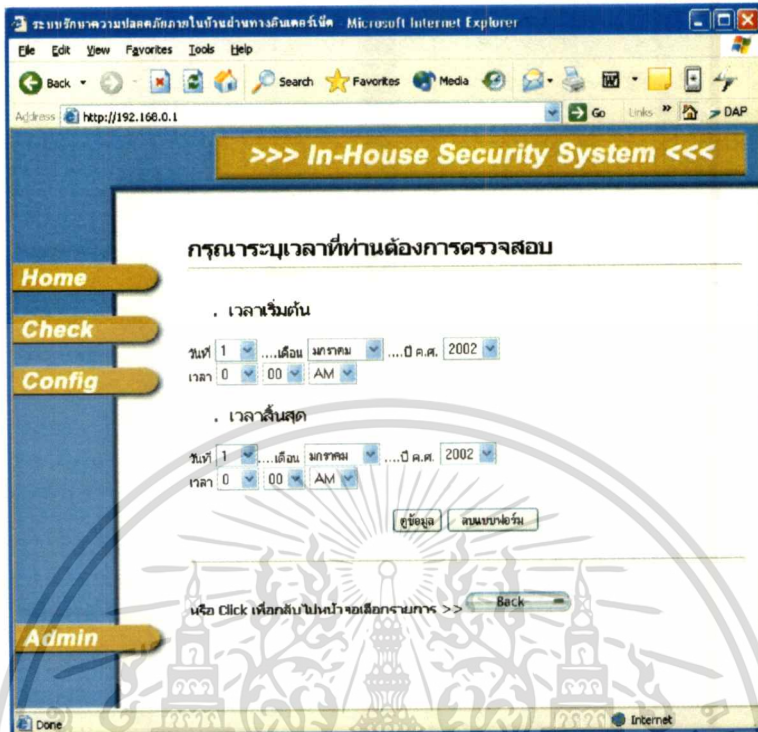 ระบบรักษาความปลอดภัยภายในบ้านผ่านทางอินเตอร์เน็ต - Microsoft Internet Explorer
File Edit View Favorites Tools Help
Back Search Favorites Media
Address http://192.168.0.1 Go Links » DAP
>>> In-House Security System <<<
กรุณาระบุเวลาที่ท่านต้องการตรวจสอบ
Home
. เวลาเริ่มต้น
Check
วันที่ 1 ....เดือน มกราคม ....ปี ค.ศ. 2002
Config
เวลา 0 00 AM
. เวลาสิ้นสุด
วันที่ 1 ....เดือน มกราคม ....ปี ค.ศ. 2002
เวลา 0 00 AM
ดูข้อมูล ลบแบบฟอร์ม
หรือ Click เพื่อกลับไปหน้าจอเลือกรายการ >> Back
Admin
Done Internet